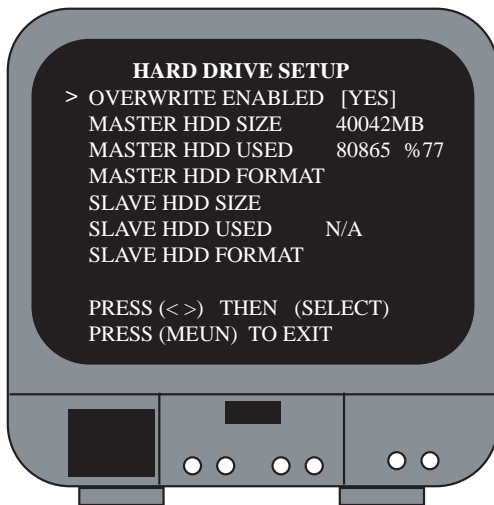 HARD DRIVE SETUP
> OVERWRITE ENABLED [YES]
MASTER HDD SIZE 40042MB
MASTER HDD USED 80865 %77
MASTER HDD FORMAT
SLAVE HDD SIZE
SLAVE HDD USED N/A
SLAVE HDD FORMAT
PRESS (< >) THEN (SELECT)
PRESS (MEUN) TO EXIT